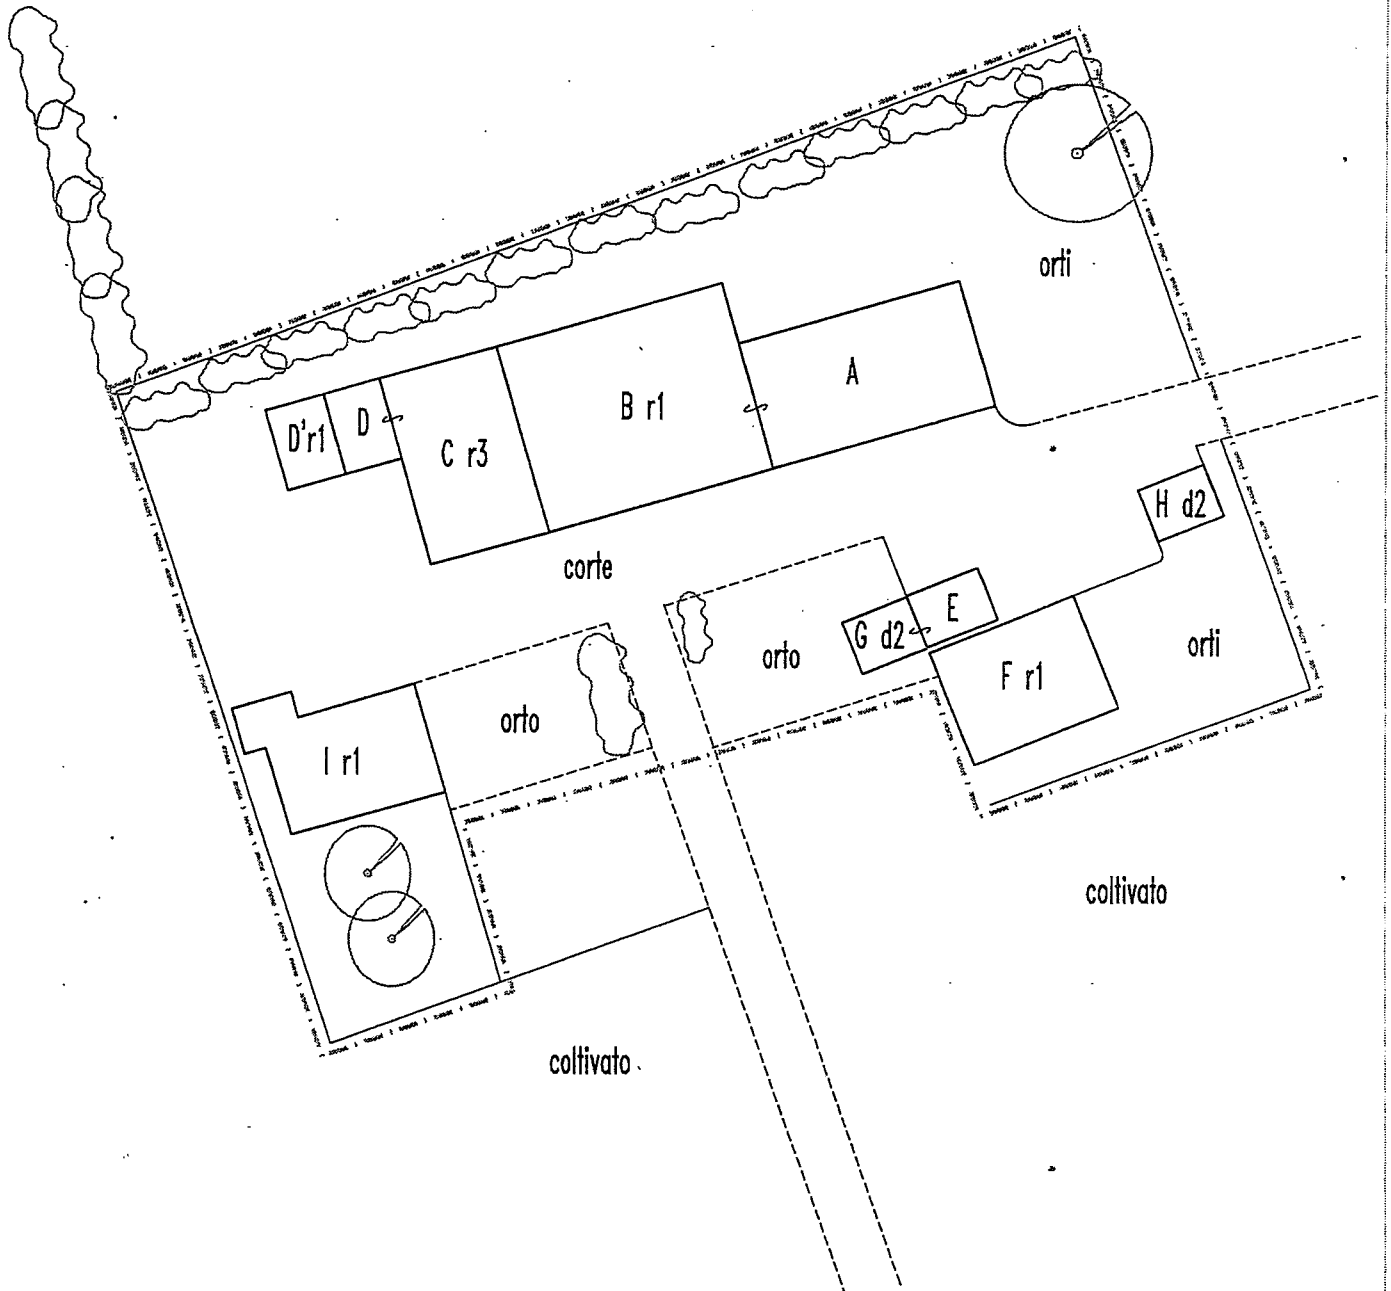 orti
A
B r1
D
D'r1
C r3
H d2
corte
E
G d2
orto
orti
F r1
orto
I r1
coltivato
coltivato